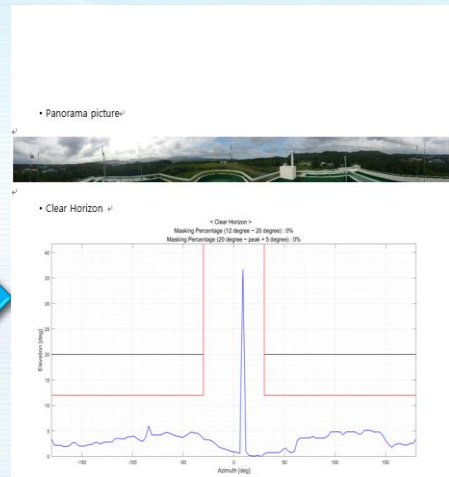 • Panorama picture↵
↵
↵
• Clear Horizon ↵
< Clear Horizon >
Masking Percentage (12 degree ~ 20 degree) : 0%
Masking Percentage (20 degree ~ peak + 5 degree) : 0%
40
35
30
25
20
15
10
5
0
Elevation [deg]
-150
-100
-50
0
50
100
150
Azimuth [deg]